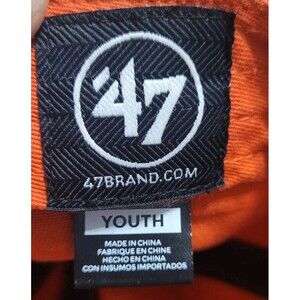 '47
47BRAND.COM
YOUTH
MADE IN CHINA
FABRIQUE EN CHINE
HECHO EN CHINA
CON INSUMOS IMPORTADOS